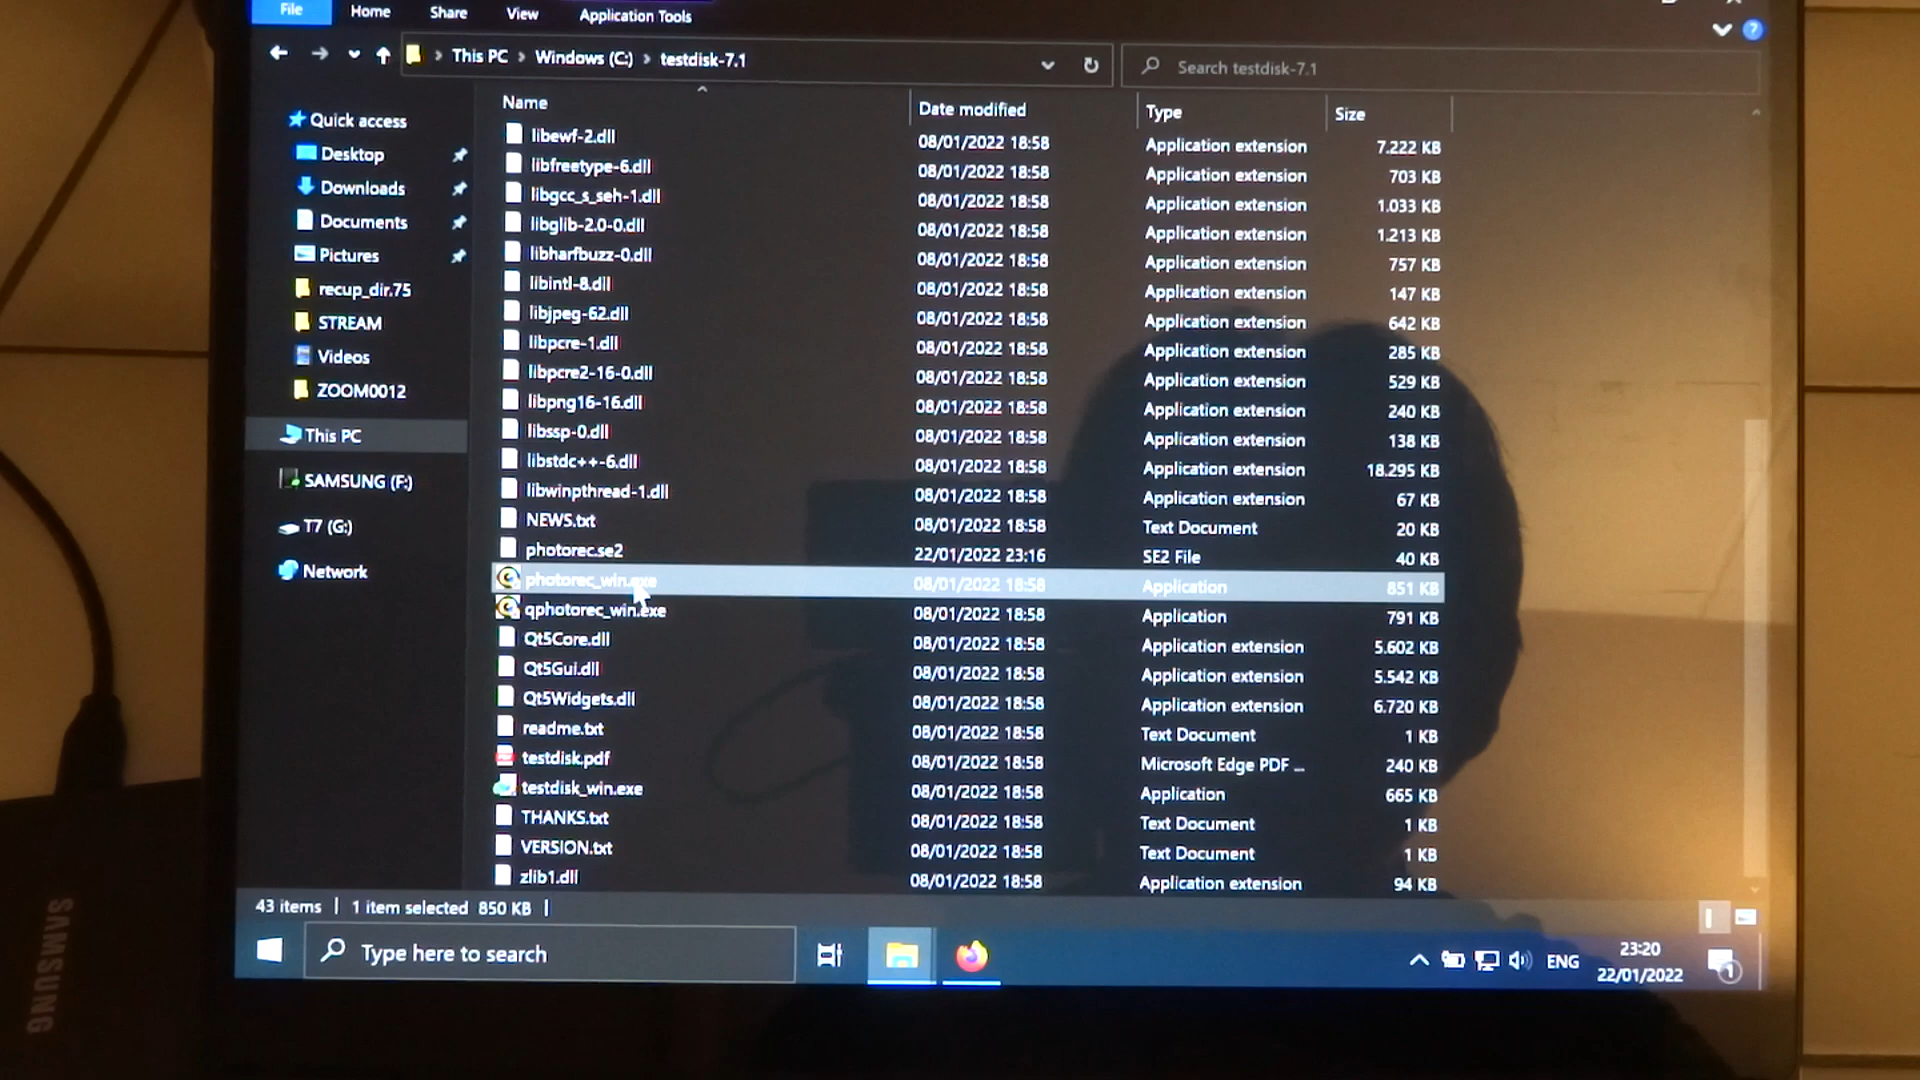 File Home Share View Application Tools
This PC > Windows (C:) > testdisk-7.1
Search testdisk-7.1
Name Date modified Type Size
Quick access
Desktop
Downloads
Documents
Pictures
recup_dir.75
STREAM
Videos
ZOOM0012
This PC
SAMSUNG (F:)
T7 (G:)
Network
libewf-2.dll 08/01/2022 18:58 Application extension 7.222 KB
libfreetype-6.dll 08/01/2022 18:58 Application extension 703 KB
libgcc_s_seh-1.dll 08/01/2022 18:58 Application extension 1.033 KB
libglib-2.0-0.dll 08/01/2022 18:58 Application extension 1.213 KB
libharfbuzz-0.dll 08/01/2022 18:58 Application extension 757 KB
libintl-8.dll 08/01/2022 18:58 Application extension 147 KB
libjpeg-62.dll 08/01/2022 18:58 Application extension 642 KB
libpcre-1.dll 08/01/2022 18:58 Application extension 285 KB
libpcre2-16-0.dll 08/01/2022 18:58 Application extension 529 KB
libpng16-16.dll 08/01/2022 18:58 Application extension 240 KB
libssp-0.dll 08/01/2022 18:58 Application extension 138 KB
libstdc++-6.dll 08/01/2022 18:58 Application extension 18.295 KB
libwinpthread-1.dll 08/01/2022 18:58 Application extension 67 KB
NEWS.txt 08/01/2022 18:58 Text Document 20 KB
photorec.se2 22/01/2022 23:16 SE2 File 40 KB
photorec_win.exe 08/01/2022 18:58 Application 851 KB
qphotorec_win.exe 08/01/2022 18:58 Application 791 KB
Qt5Core.dll 08/01/2022 18:58 Application extension 5.602 KB
Qt5Gui.dll 08/01/2022 18:58 Application extension 5.542 KB
Qt5Widgets.dll 08/01/2022 18:58 Application extension 6.720 KB
readme.txt 08/01/2022 18:58 Text Document 1 KB
testdisk.pdf 08/01/2022 18:58 Microsoft Edge PDF ... 240 KB
testdisk_win.exe 08/01/2022 18:58 Application 665 KB
THANKS.txt 08/01/2022 18:58 Text Document 1 KB
VERSION.txt 08/01/2022 18:58 Text Document 1 KB
zlib1.dll 08/01/2022 18:58 Application extension 94 KB
43 items | 1 item selected 850 KB |
Type here to search
ENG
23:20
22/01/2022
1
SAMSUNG